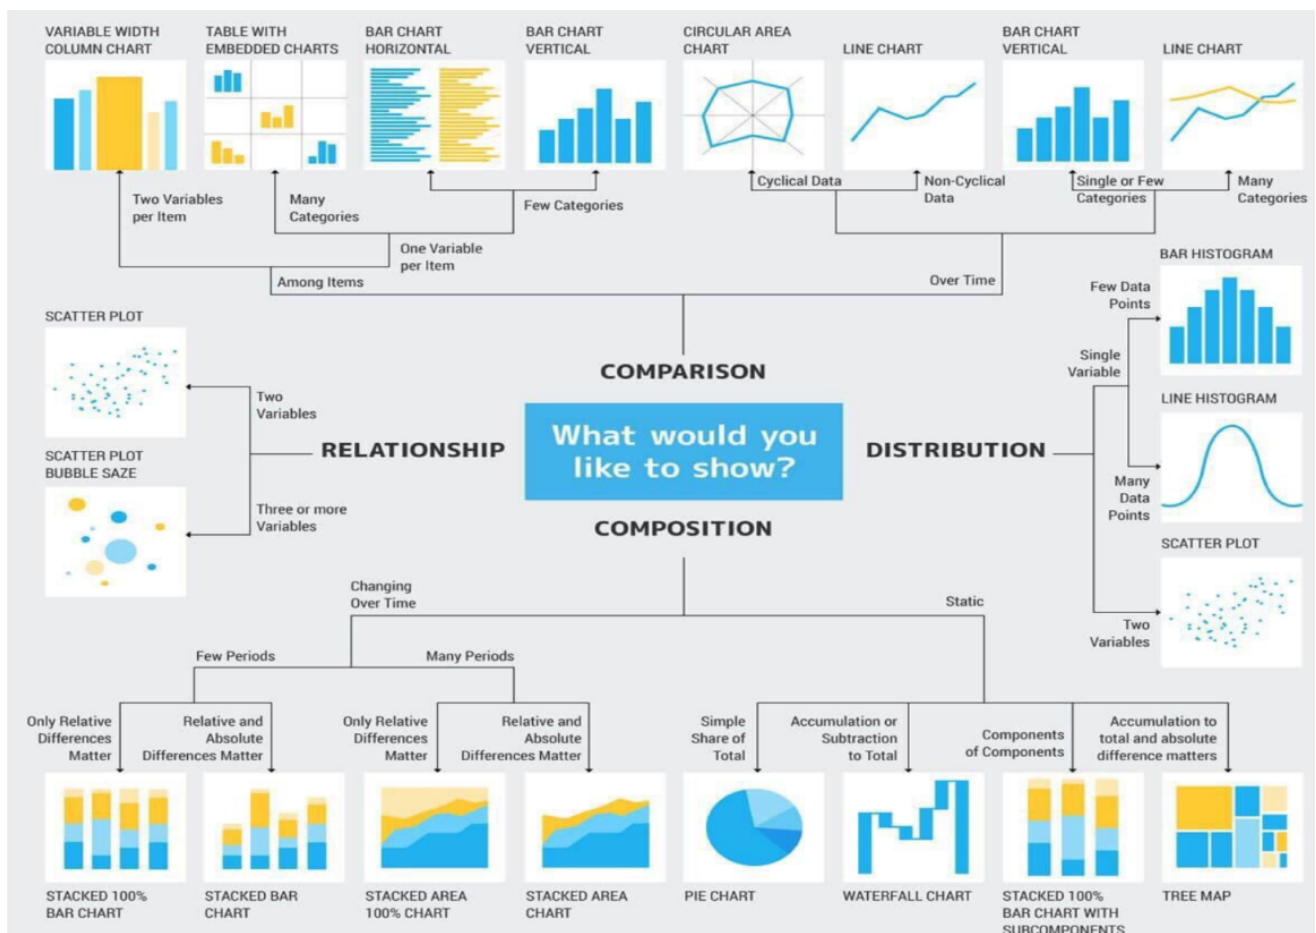 VARIABLE WIDTH
COLUMN CHART
TABLE WITH
EMBEDDED CHARTS
BAR CHART
HORIZONTAL
BAR CHART
VERTICAL
CIRCULAR AREA
CHART
LINE CHART
BAR CHART
VERTICAL
LINE CHART
Two Variables
per Item
Many
Categories
Few Categories
One Variable
per Item
Among Items
Cyclical Data
Non-Cyclical
Data
Single or Few
Categories
Many
Categories
Over Time
COMPARISON
What would you
like to show?
RELATIONSHIP
SCATTER PLOT
Two
Variables
SCATTER PLOT
BUBBLE SAZE
Three or more
Variables
DISTRIBUTION
BAR HISTOGRAM
Few Data
Points
Single
Variable
LINE HISTOGRAM
Many
Data
Points
SCATTER PLOT
Two
Variables
COMPOSITION
Changing
Over Time
Static
Few Periods
Many Periods
Only Relative
Differences
Matter
Relative and
Absolute
Differences Matter
Only Relative
Differences
Matter
Relative and
Absolute
Differences Matter
Simple
Share of
Total
Accumulation or
Subtraction
to Total
Components
of Components
Accumulation to
total and absolute
difference matters
STACKED 100%
BAR CHART
STACKED BAR
CHART
STACKED AREA
100% CHART
STACKED AREA
CHART
PIE CHART
WATERFALL CHART
STACKED 100%
BAR CHART WITH
SUBCOMPONENTS
TREE MAP